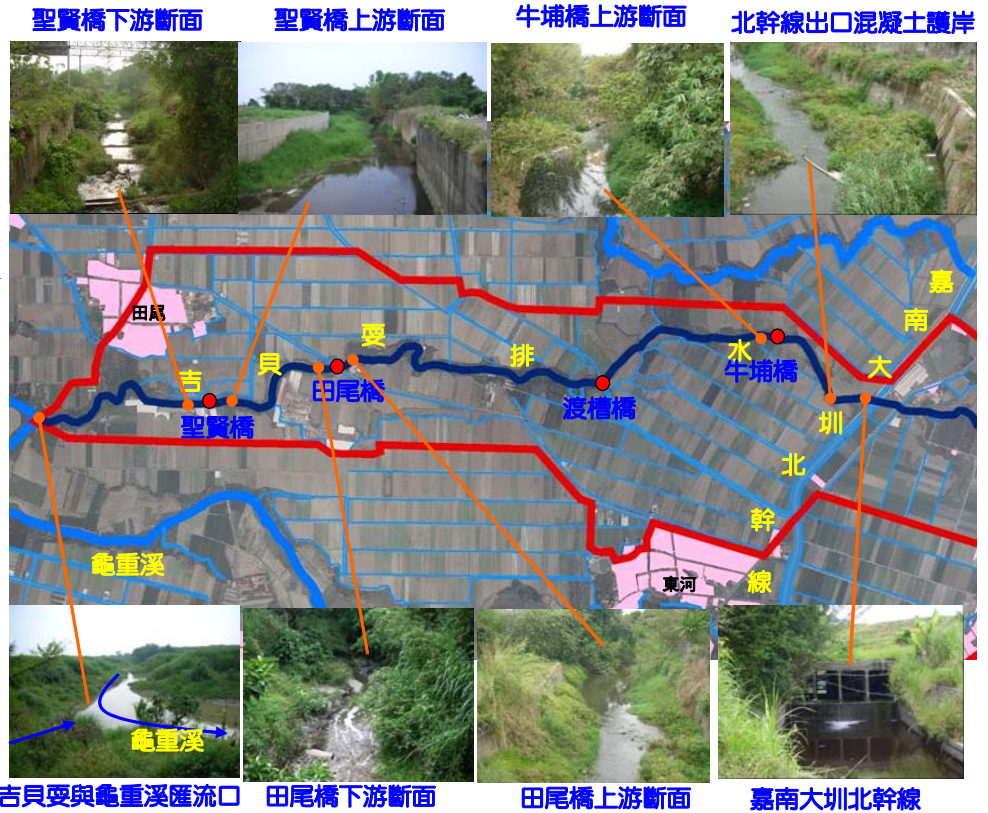 聖賢橋下游斷面
聖賢橋上游斷面
牛埔橋上游斷面
北幹線出口混凝土護岸
田尾
吉貝耍排水
嘉南大圳北幹線
聖賢橋
田尾橋
渡槽橋
牛埔橋
龜重溪
東河
龜重溪
吉貝耍與龜重溪匯流口
田尾橋下游斷面
田尾橋上游斷面
嘉南大圳北幹線